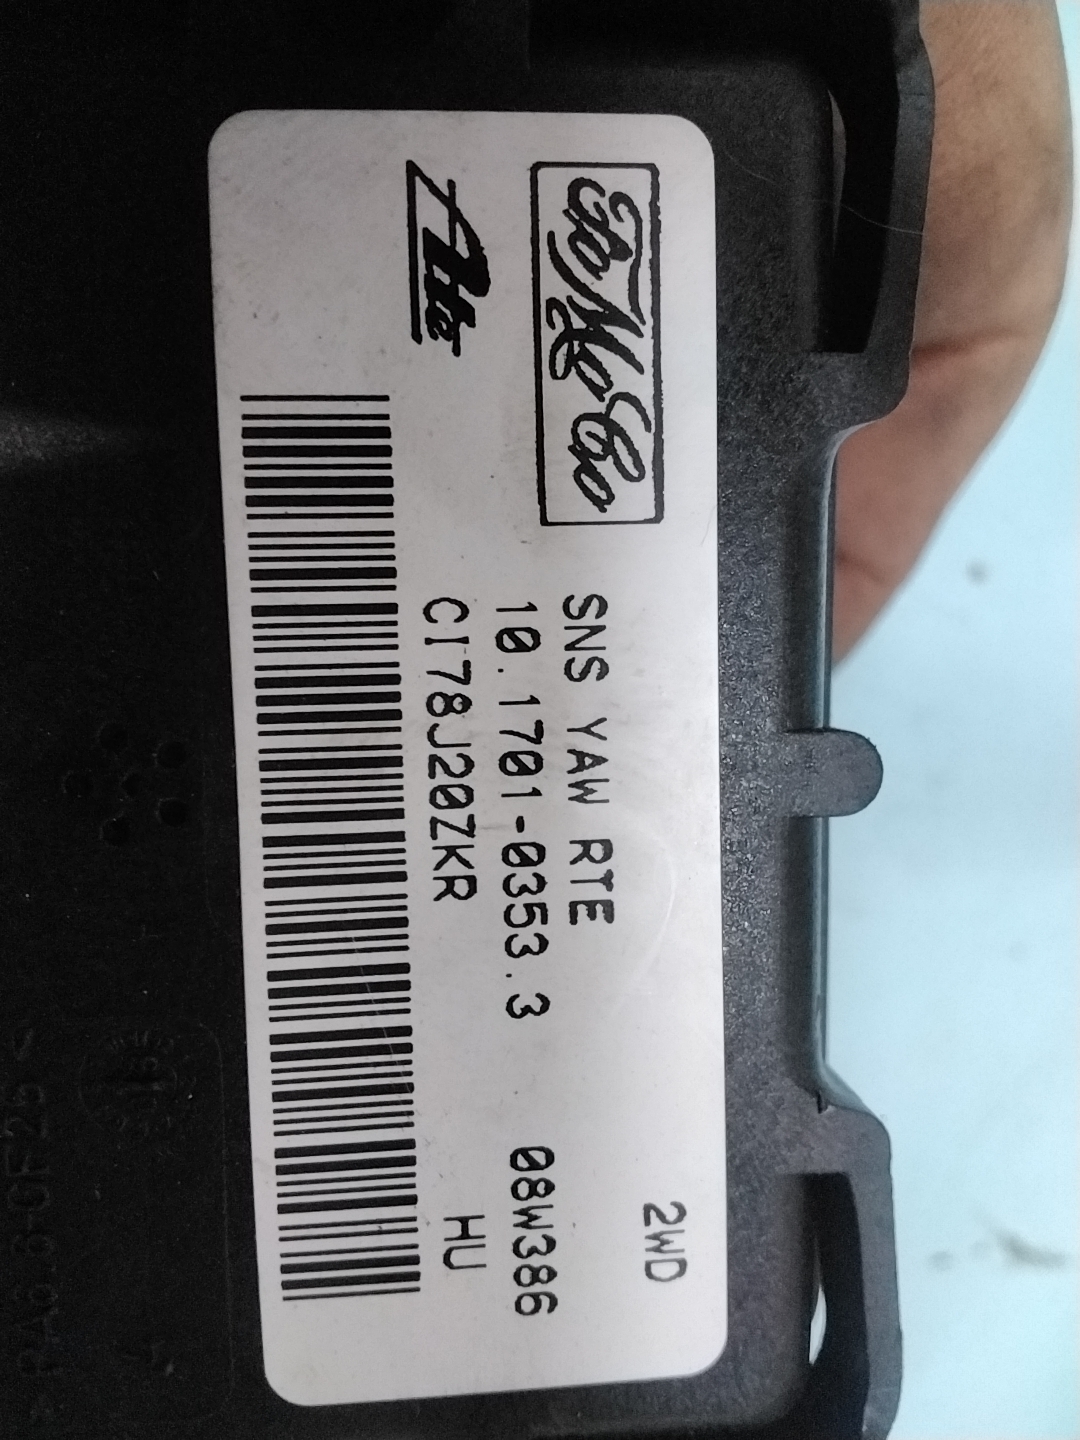 FoMoCo
Ate
2WD
SNS YAW RTE
10.1701-0353.3 08W386
CI78J20ZKR HU